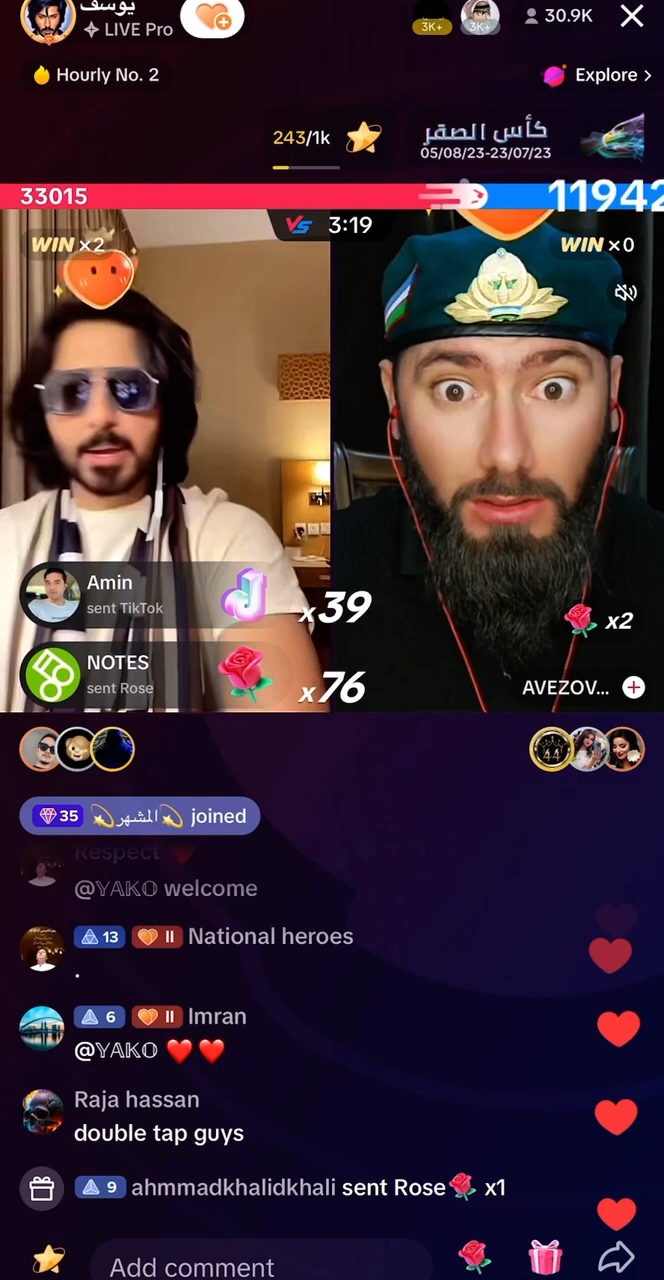 يوسف
LIVE Pro
3K+
3K+
30.9K
Hourly No. 2
Explore >
243/1k
كأس الصقر
05/08/23-23/07/23
33015
11942
VS 3:19
WIN x2
WIN x0
Amin
sent TikTok
x39
NOTES
sent Rose
x76
x2
AVEZOV...
44
35 المشهر joined
Respect
@YAKO welcome
13 II National heroes
.
6 II Imran
@YAKO
Raja hassan
double tap guys
9 ahmmadkhalidkhali sent Rose x1
Add comment